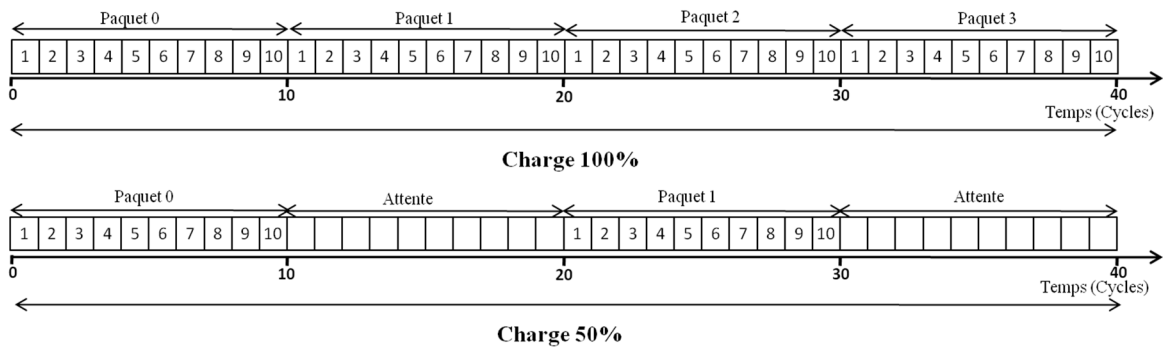 Paquet 0 Paquet 1 Paquet 2 Paquet 3
1 2 3 4 5 6 7 8 9 10 1 2 3 4 5 6 7 8 9 10 1 2 3 4 5 6 7 8 9 10 1 2 3 4 5 6 7 8 9 10
0 10 20 30 40
Temps (Cycles)
Charge 100%
Paquet 0 Attente Paquet 1 Attente
1 2 3 4 5 6 7 8 9 10 1 2 3 4 5 6 7 8 9 10
0 10 20 30 40
Temps (Cycles)
Charge 50%